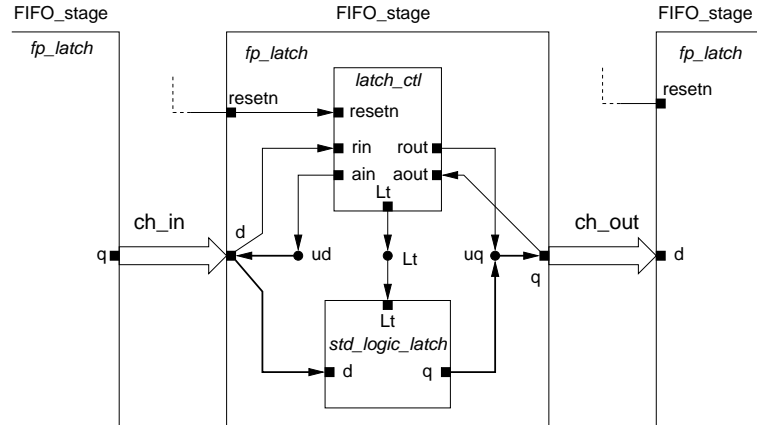 FIFO_stage FIFO_stage FIFO_stage
fp_latch fp_latch fp_latch
latch_ctl
resetn resetn resetn
rin rout
ain aout
Lt
ch_in d ch_out
q ud Lt uq d
q
Lt
std_logic_latch
d q